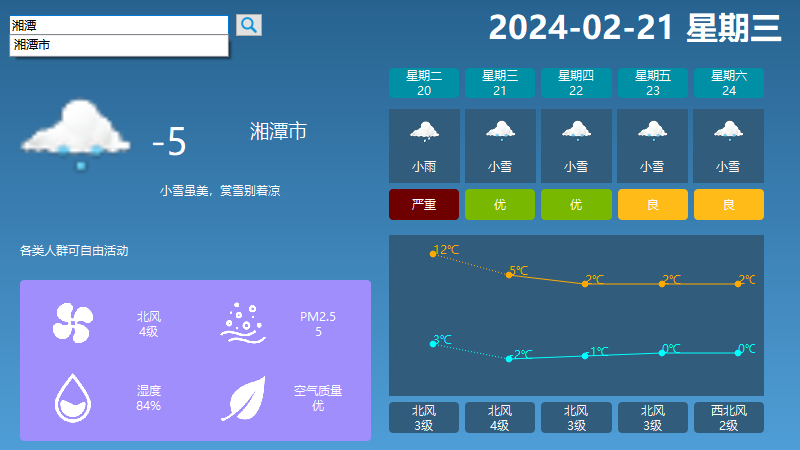 湘潭
湘潭市
2024-02-21 星期三
-5
湘潭市
小雪虽美，赏雪别着凉
各类人群可自由活动
北风
4级
PM2.5
5
湿度
84%
空气质量
优
星期二
20
星期三
21
星期四
22
星期五
23
星期六
24
小雨
小雪
小雪
小雪
小雪
严重
优
优
良
良
12℃
5℃
2℃
2℃
2℃
3℃
-2℃
-1℃
0℃
0℃
北风
3级
北风
4级
北风
3级
北风
3级
西北风
2级